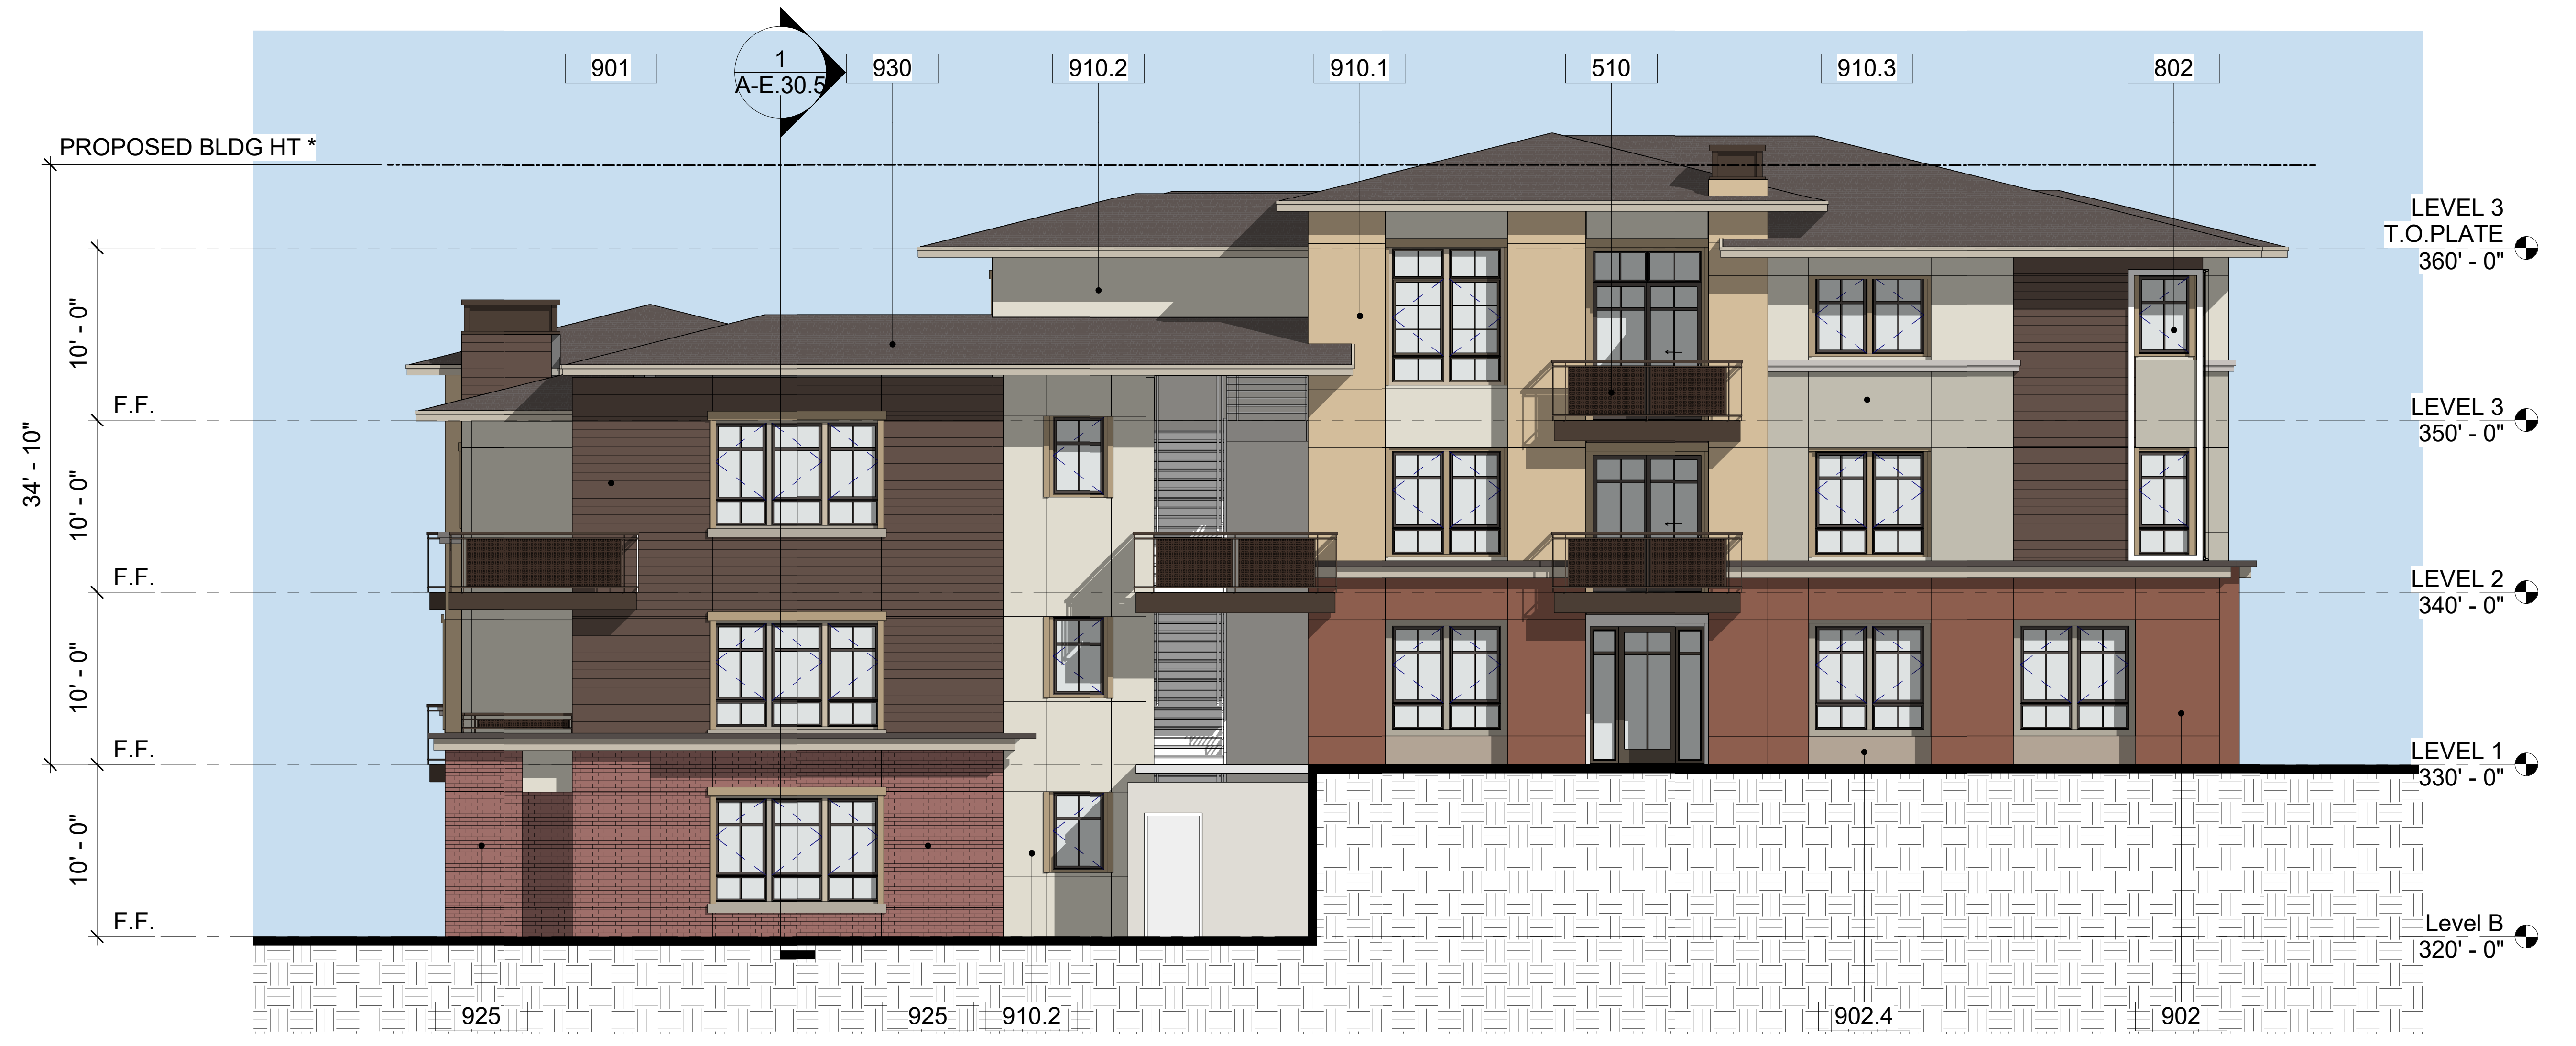 901
1
A-E.30.5
930
910.2
910.1
510
910.3
802
PROPOSED BLDG HT *
LEVEL 3
T.O.PLATE
360' - 0"
10' - 0"
F.F.
LEVEL 3
350' - 0"
34' - 10"
10' - 0"
F.F.
LEVEL 2
340' - 0"
10' - 0"
F.F.
LEVEL 1
330' - 0"
10' - 0"
F.F.
Level B
320' - 0"
925
925
910.2
902.4
902